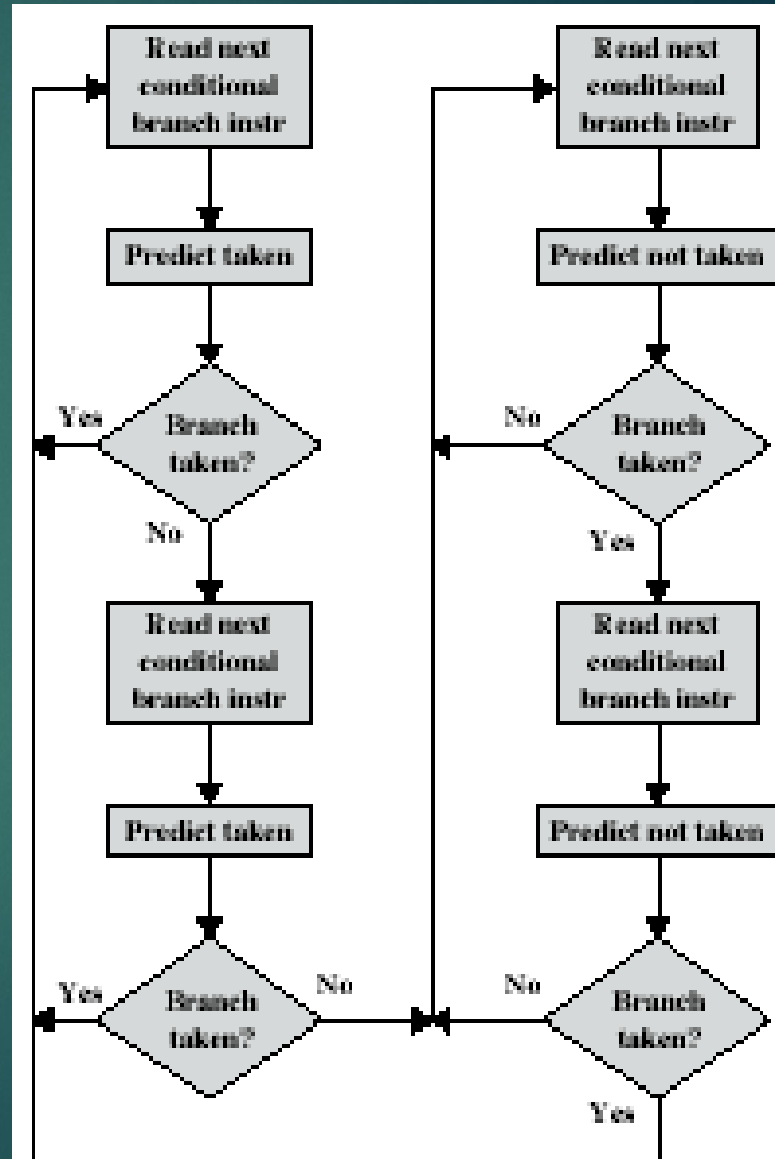 Read next
conditional
branch instr
Predict taken
Yes
Branch
taken?
No
Read next
conditional
branch instr
Predict taken
Yes
Branch
taken?
No
Read next
conditional
branch instr
Predict not taken
No
Branch
taken?
Yes
Read next
conditional
branch instr
Predict not taken
No
Branch
taken?
Yes